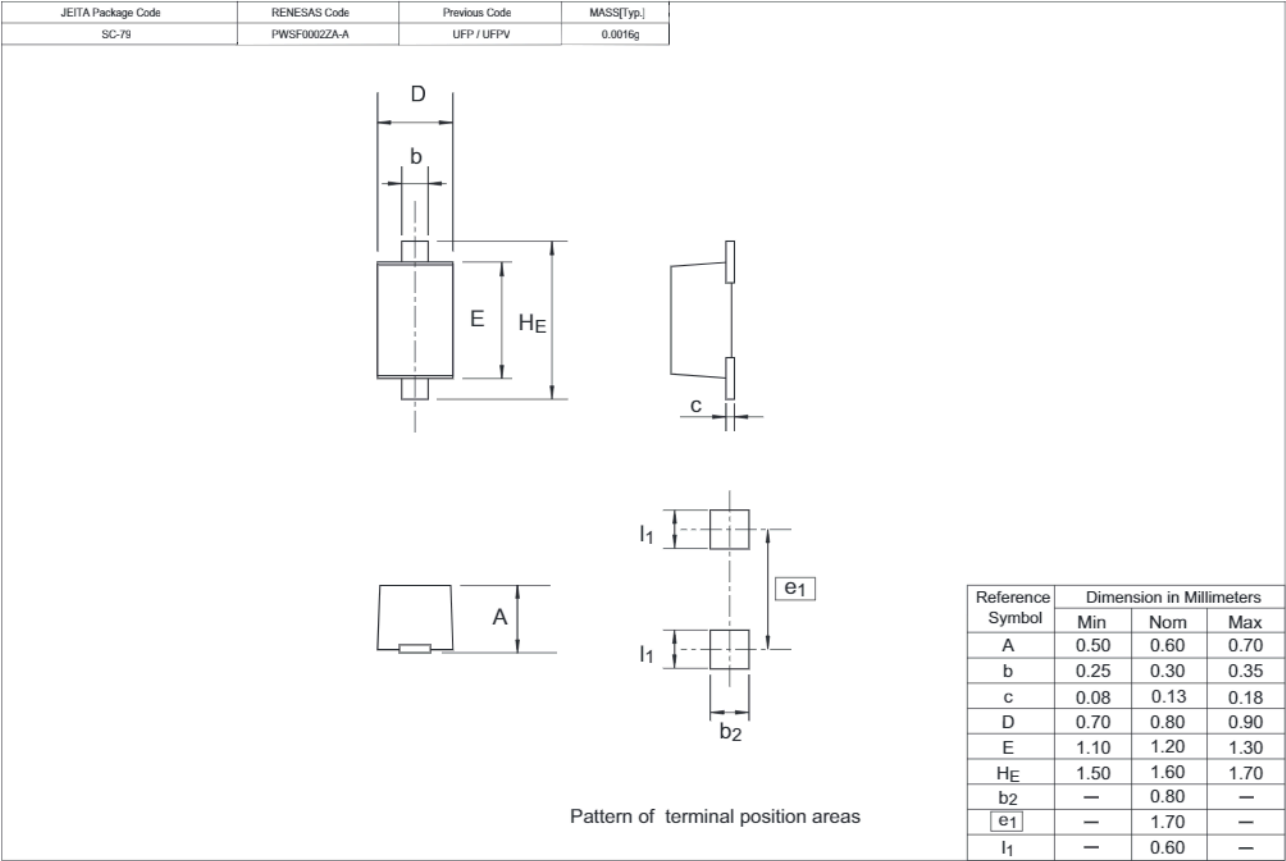 JEITA Package Code RENESAS Code Previous Code MASS[Typ.]
SC-79 PWSF0002ZA-A UFP / UFPV 0.0016g
D
b
E
HE
c
l1
e1
A
l1
b2
Pattern of terminal position areas
Reference Symbol Dimension in Millimeters
Min Nom Max
A 0.50 0.60 0.70
b 0.25 0.30 0.35
c 0.08 0.13 0.18
D 0.70 0.80 0.90
E 1.10 1.20 1.30
HE 1.50 1.60 1.70
b2 — 0.80 —
e1 — 1.70 —
l1 — 0.60 —